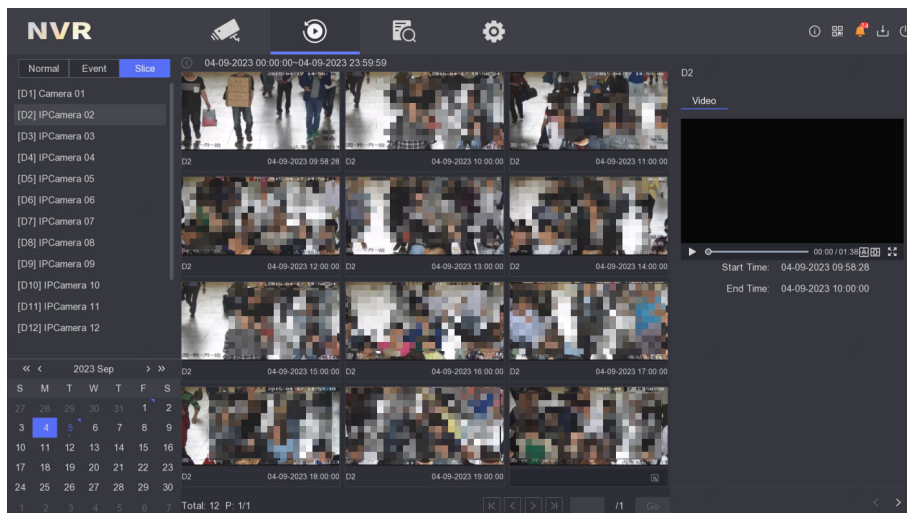 NVR
24
Normal Event Slice
04-09-2023 00:00:00~04-09-2023 23:59:59
[D1] Camera 01
[D2] IPCamera 02
[D3] IPCamera 03
[D4] IPCamera 04
[D5] IPCamera 05
[D6] IPCamera 06
[D7] IPCamera 07
[D8] IPCamera 08
[D9] IPCamera 09
[D10] IPCamera 10
[D11] IPCamera 11
[D12] IPCamera 12
2023 Sep
S M T W T F S
27 28 29 30 31 1 2
3 4 5 6 7 8 9
10 11 12 13 14 15 16
17 18 19 20 21 22 23
24 25 26 27 28 29 30
1 2 3 4 5 6 7
D2 04-09-2023 09:58:28 D2 04-09-2023 10:00:00 D2 04-09-2023 11:00:00
D2 04-09-2023 12:00:00 D2 04-09-2023 13:00:00 D2 04-09-2023 14:00:00
D2 04-09-2023 15:00:00 D2 04-09-2023 16:00:00 D2 04-09-2023 17:00:00
D2 04-09-2023 18:00:00 D2 04-09-2023 19:00:00
Total: 12 P: 1/1
/1 Go
D2
Video
00:00 / 01:38
Start Time: 04-09-2023 09:58:28
End Time: 04-09-2023 10:00:00